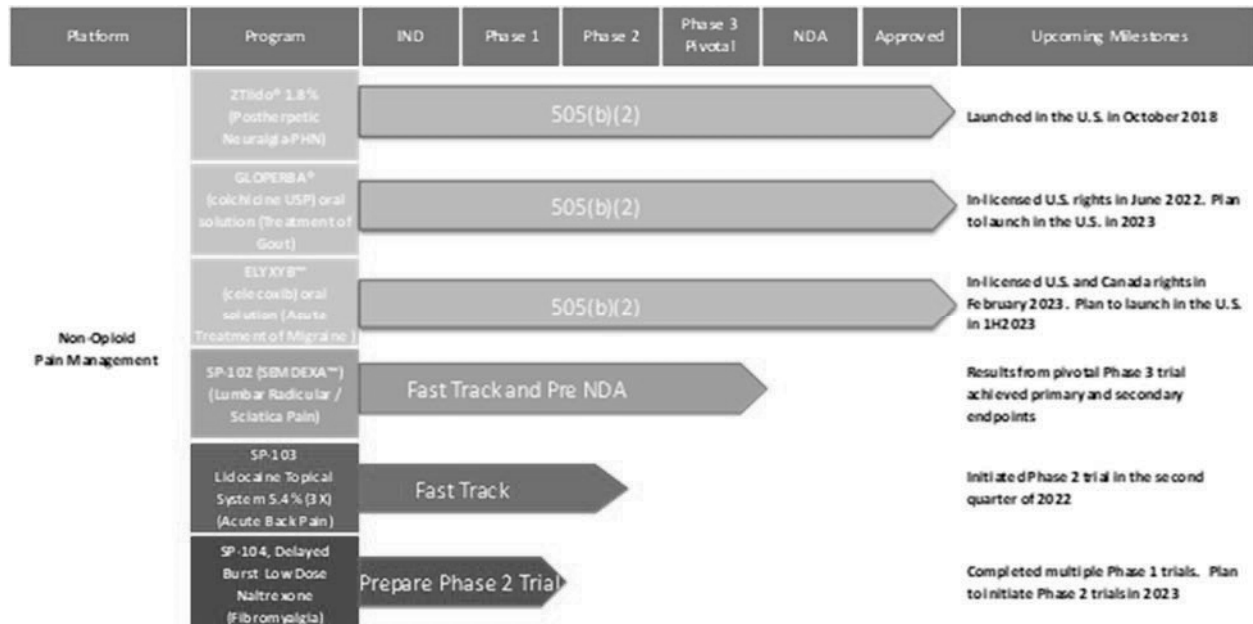 Platform
Program
IND
Phase 1
Phase 2
Phase 3
Pivotal
NDA
Approved
Upcoming Milestones
Non-Opioid
Pain Management
ZTlido® 1.8%
(Postherpetic
Neuralgia-PHN)
505(b)(2)
Launched in the U.S. in October 2018
GLOPERBA®
(colchicine USP) oral
solution (Treatment of
Gout)
505(b)(2)
In-licensed U.S. rights in June 2022. Plan
to launch in the U.S. in 2023
ELYXYB™
(celecoxib) oral
solution (Acute
Treatment of Migraine)
505(b)(2)
In-licensed U.S. and Canada rights in
February 2023. Plan to launch in the U.S.
in 1H2023
SP-102 (SEMDEXA™)
(Lumbar Radicular /
Sciatica Pain)
Fast Track and Pre NDA
Results from pivotal Phase 3 trial
achieved primary and secondary
endpoints
SP-103
Lidocaine Topical
System 5.4% (3X)
(Acute Back Pain)
Fast Track
Initiated Phase 2 trial in the second
quarter of 2022
SP-104, Delayed
Burst Low Dose
Naltrexone
(Fibromyalgia)
Prepare Phase 2 Trial
Completed multiple Phase 1 trials. Plan
to initiate Phase 2 trials in 2023